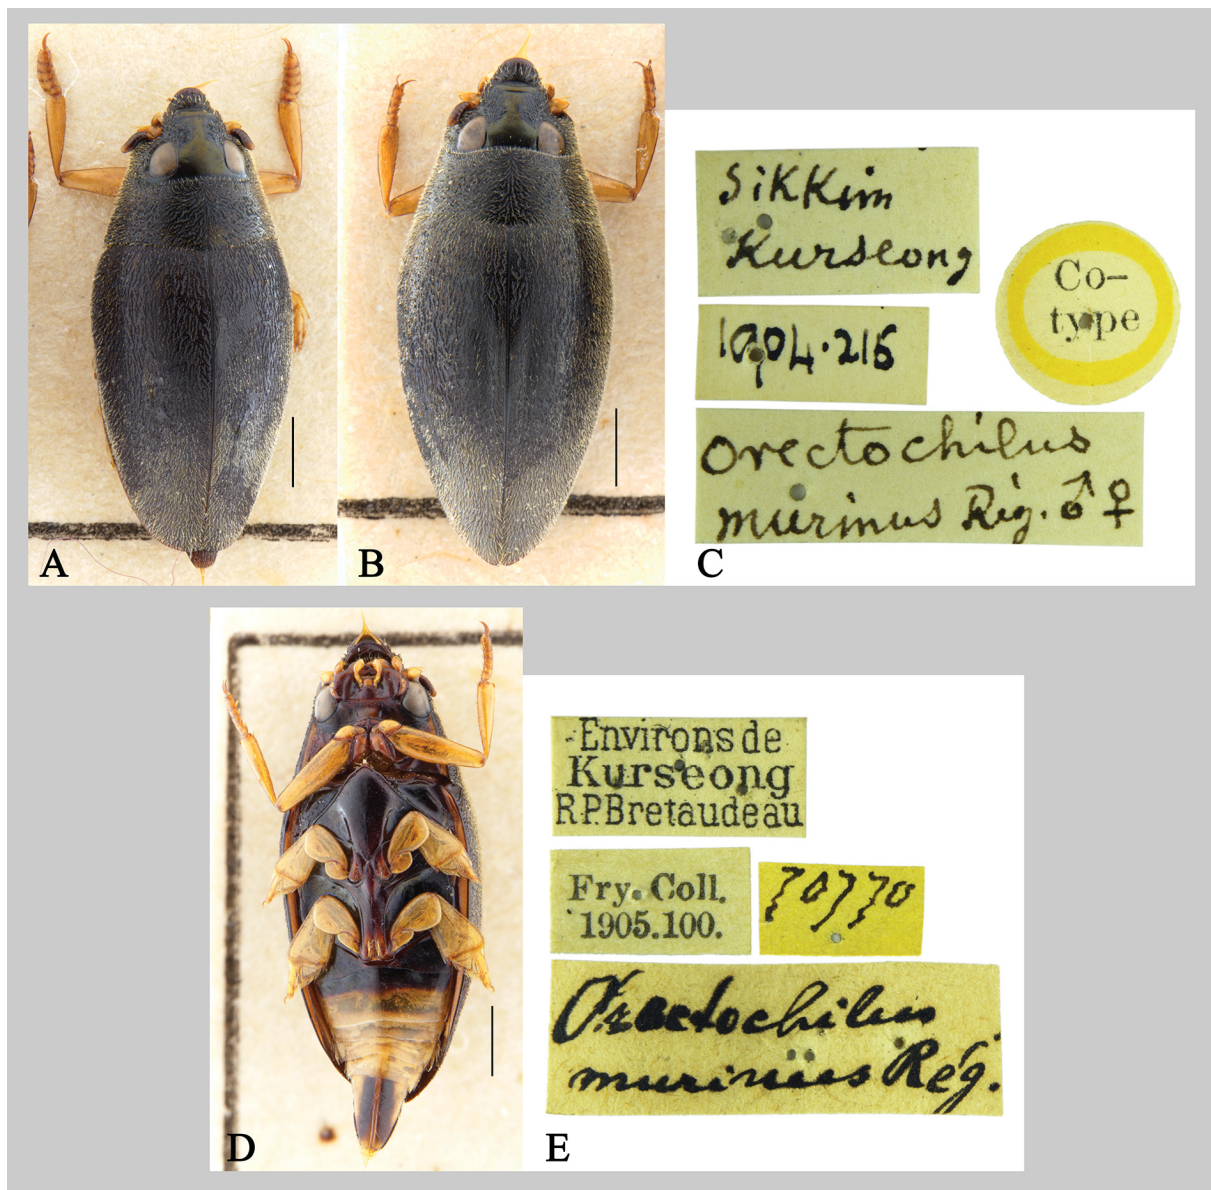 A
B
C
Sikkim
Kurseong
1904.216
Co-
type
Orectochilus
murinus Rég. ♂ ♀
D
E
Environs de
Kurseong
R.P. Bretaudeau
Fry. Coll.
1905.100.
70770
Orectochilus
murinus Rég.